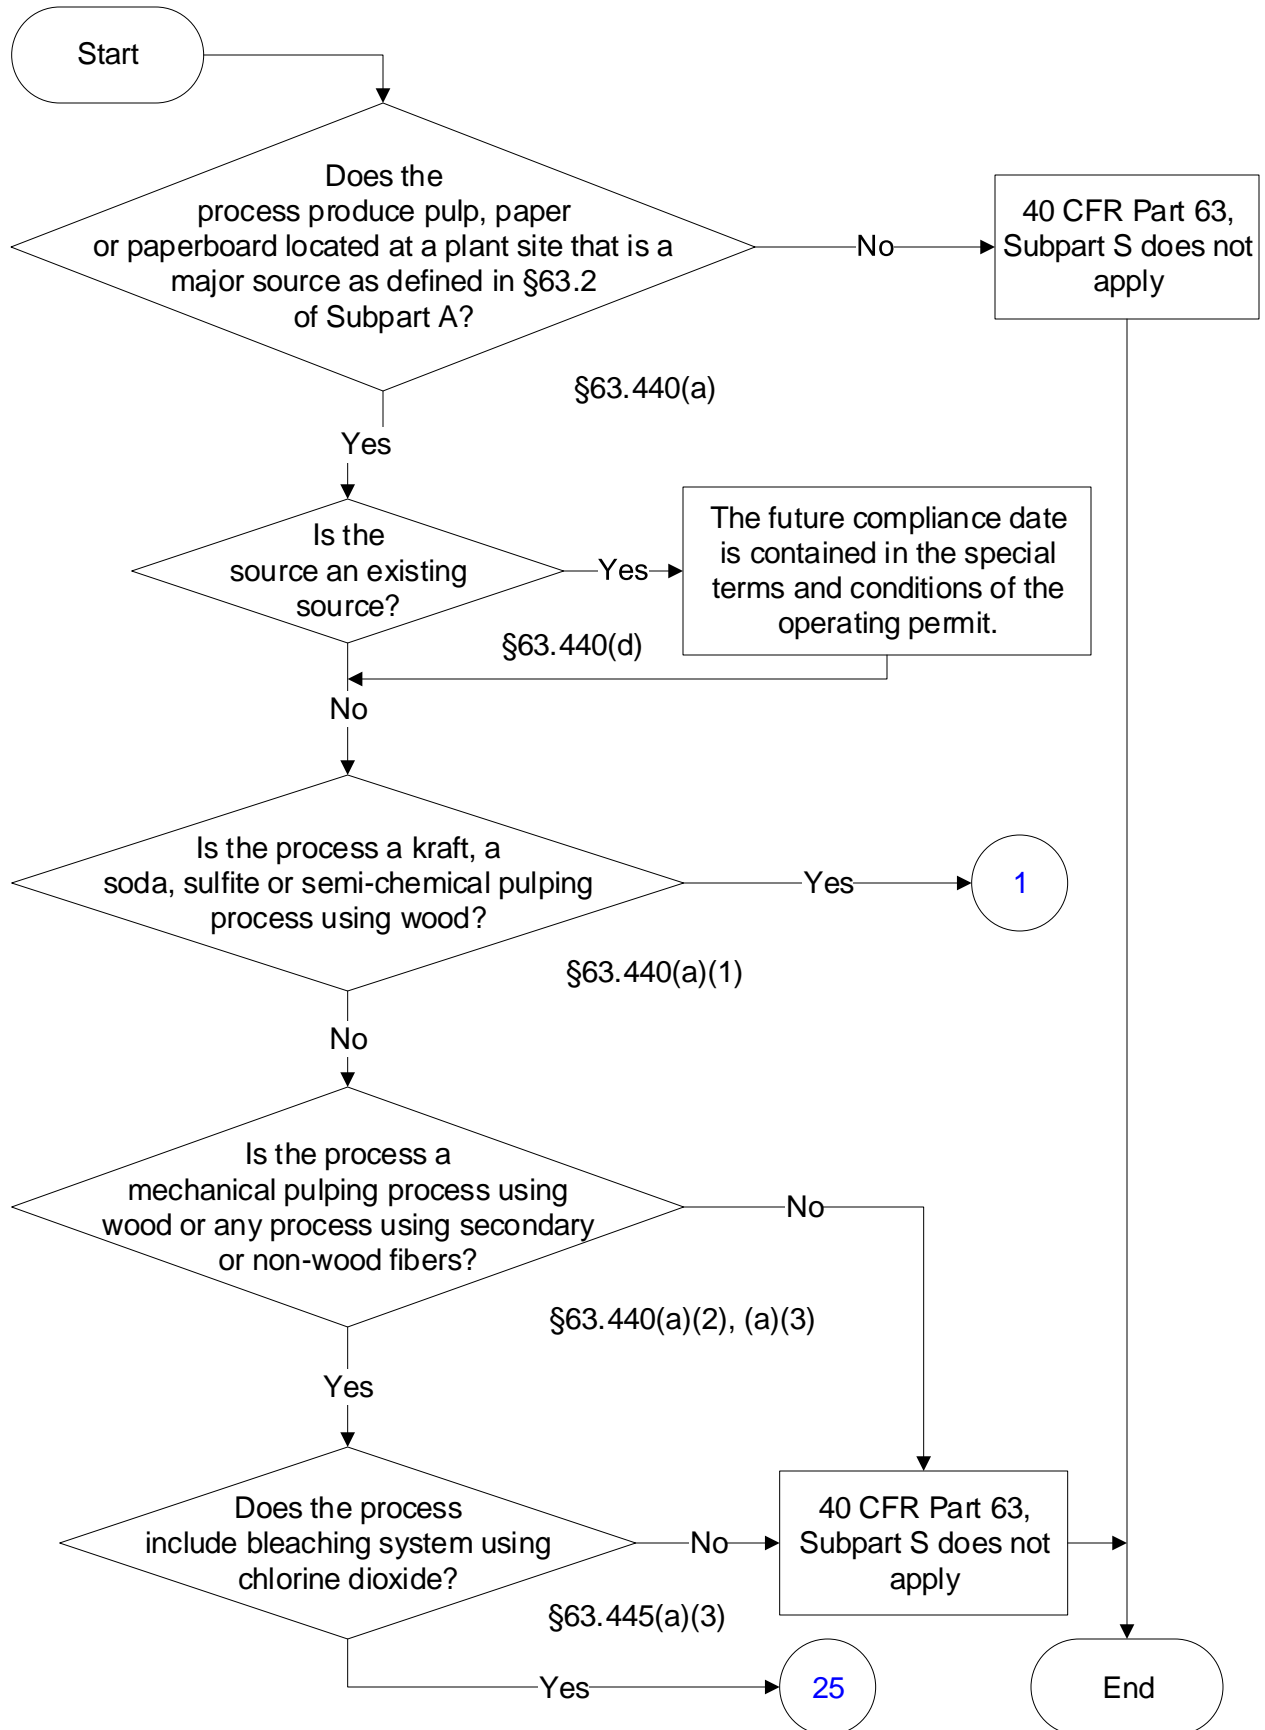 Start
Does the
process produce pulp, paper
or paperboard located at a plant site that is a
major source as defined in §63.2
of Subpart A?
No
40 CFR Part 63,
Subpart S does not
apply
§63.440(a)
Yes
Is the
source an existing
source?
Yes
The future compliance date
is contained in the special
terms and conditions of the
operating permit.
§63.440(d)
No
Is the process a kraft, a
soda, sulfite or semi-chemical pulping
process using wood?
Yes
1
§63.440(a)(1)
No
Is the process a
mechanical pulping process using
wood or any process using secondary
or non-wood fibers?
No
§63.440(a)(2), (a)(3)
Yes
Does the process
include bleaching system using
chlorine dioxide?
No
40 CFR Part 63,
Subpart S does not
apply
§63.445(a)(3)
Yes
25
End